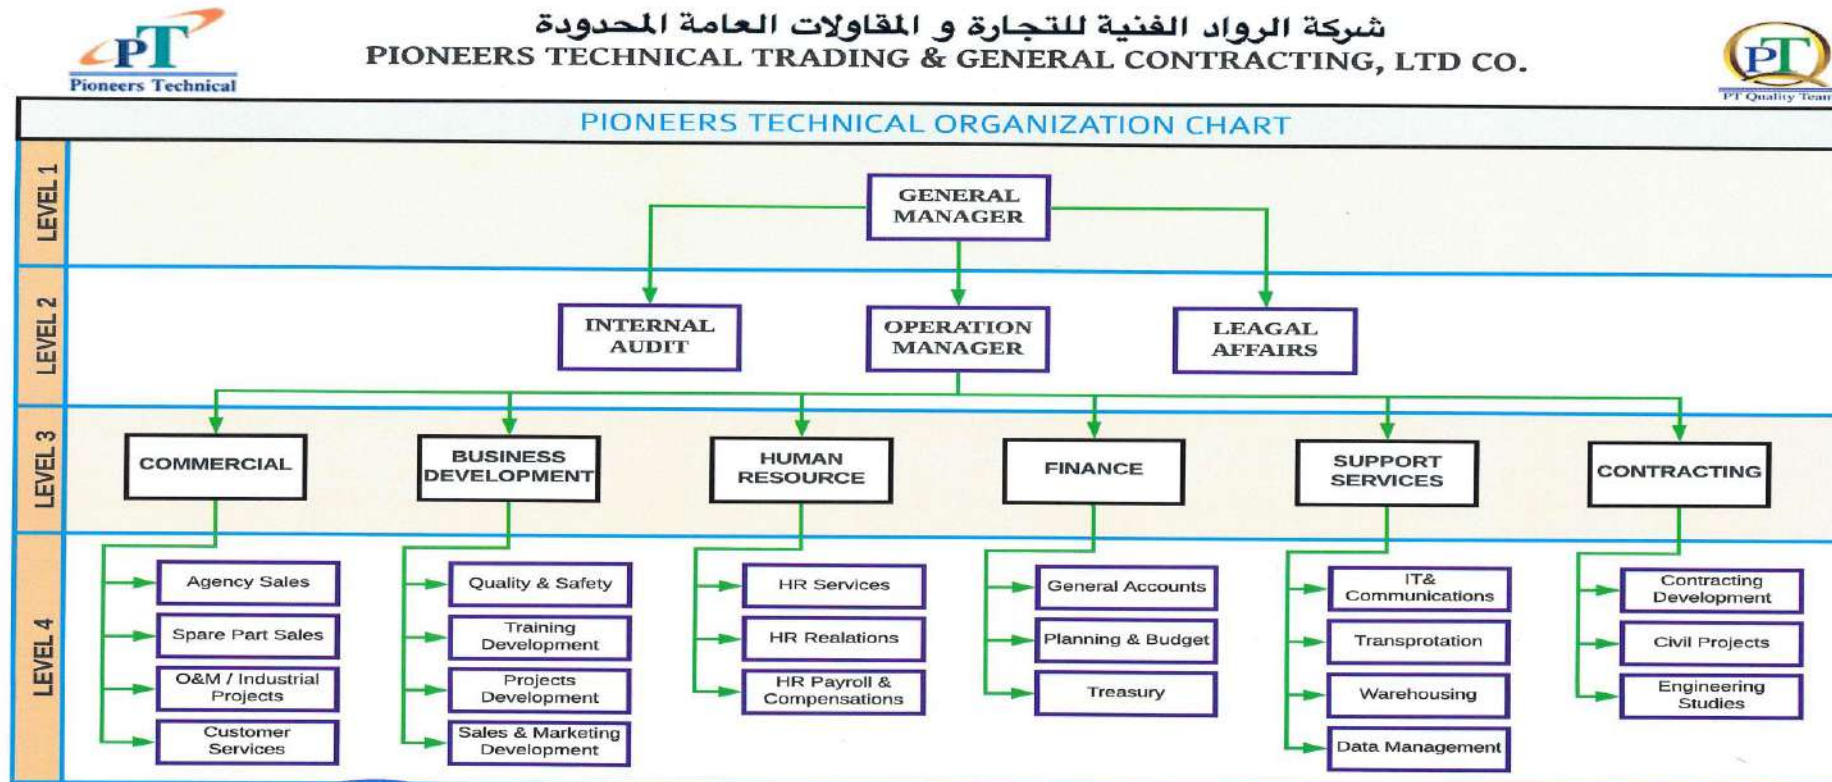 PT
Pioneers Technical
شركة الرواد الفنية للتجارة و المقاولات العامة المحدودة
PIONEERS TECHNICAL TRADING & GENERAL CONTRACTING, LTD CO.
PT
PT Quality Team
PIONEERS TECHNICAL ORGANIZATION CHART
LEVEL 1
GENERAL
MANAGER
LEVEL 2
INTERNAL
AUDIT
OPERATION
MANAGER
LEAGAL
AFFAIRS
LEVEL 3
COMMERCIAL
BUSINESS
DEVELOPMENT
HUMAN
RESOURCE
FINANCE
SUPPORT
SERVICES
CONTRACTING
LEVEL 4
Agency Sales
Spare Part Sales
O&M / Industrial
Projects
Customer
Services
Quality & Safety
Training
Development
Projects
Development
Sales & Marketing
Development
HR Services
HR Realations
HR Payroll &
Compensations
General Accounts
Planning & Budget
Treasury
IT&
Communications
Transprotation
Warehousing
Data Management
Contracting
Development
Civil Projects
Engineering
Studies